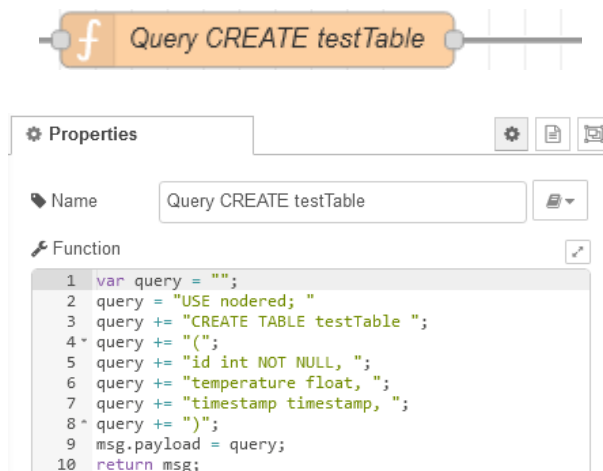 Query CREATE testTable
Properties
Name Query CREATE testTable
Function
1 var query = "";
2 query = "USE nodered; "
3 query += "CREATE TABLE testTable ";
4 query += "(";
5 query += "id int NOT NULL, ";
6 query += "temperature float, ";
7 query += "timestamp timestamp, ";
8 query += ")";
9 msg.payload = query;
10 return msg;